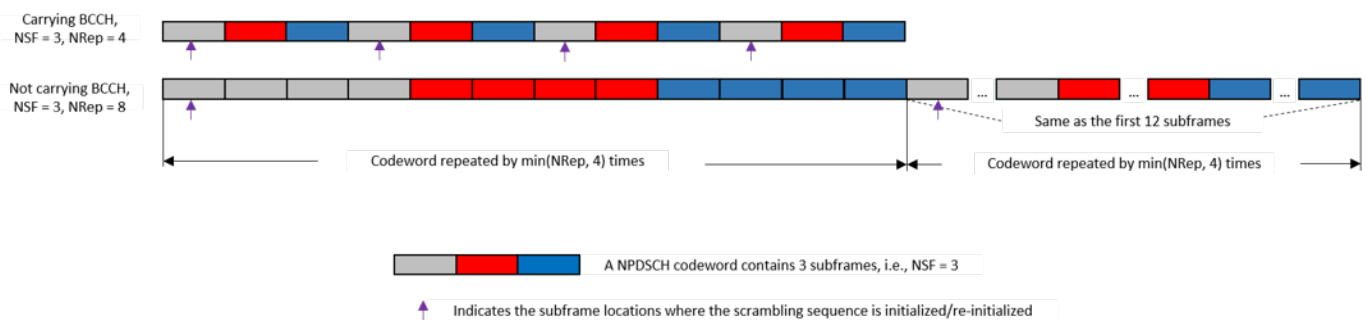 Carrying BCCH,
NSF = 3, NRep = 4
Not carrying BCCH,
NSF = 3, NRep = 8
... ... ...
Same as the first 12 subframes
Codeword repeated by min(NRep, 4) times
Codeword repeated by min(NRep, 4) times
A NPDSCH codeword contains 3 subframes, i.e., NSF = 3
Indicates the subframe locations where the scrambling sequence is initialized/re-initialized